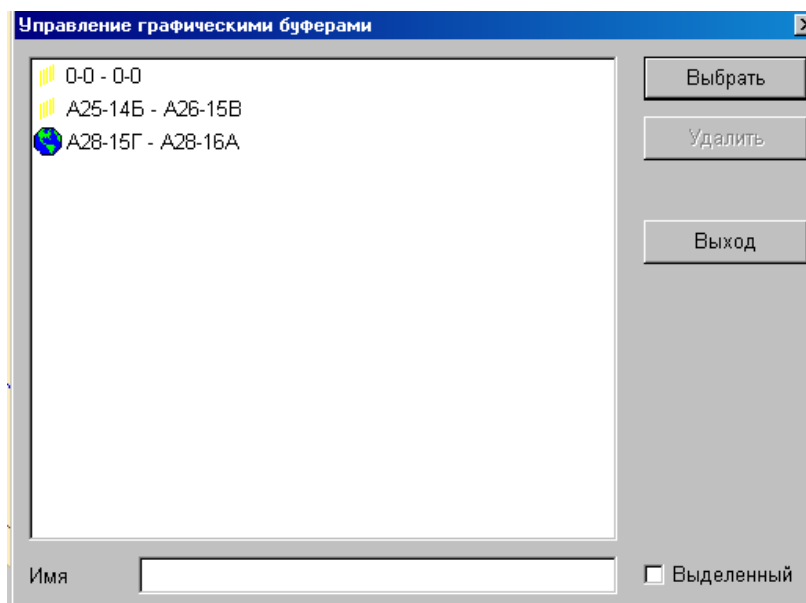 Управление графическими буферами
0-0 - 0-0
А25-14Б - А26-15В
А28-15Г - А28-16А
Выбрать
Удалить
Выход
Имя
Выделенный